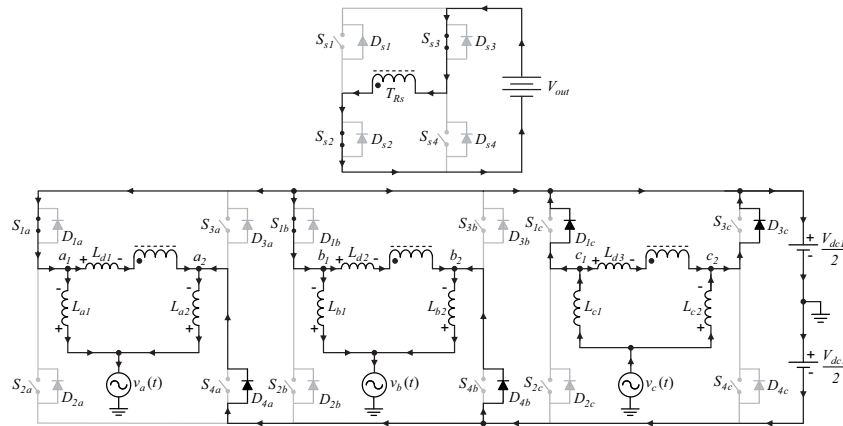 S_{s1} D_{s1} S_{s3} D_{s3}
T_{Rs} V_{out}
S_{s2} D_{s2} S_{s4} D_{s4}
S_{1a} D_{1a} S_{3a} D_{3a} S_{1b} D_{1b} S_{3b} D_{3b} S_{1c} D_{1c} S_{3c} D_{3c}
a_1 + L_{d1} - a_2 b_1 + L_{d2} - b_2 c_1 + L_{d3} - c_2
+ - V_{dc1}/2
- L_{a1} + - L_{a2} + - L_{b1} + - L_{b2} + - L_{c1} + - L_{c2} +
S_{2a} D_{2a} v_a(t) S_{4a} D_{4a} S_{2b} D_{2b} v_b(t) S_{4b} D_{4b} S_{2c} D_{2c} v_c(t) S_{4c} D_{4c}
+ - V_{dc1}/2